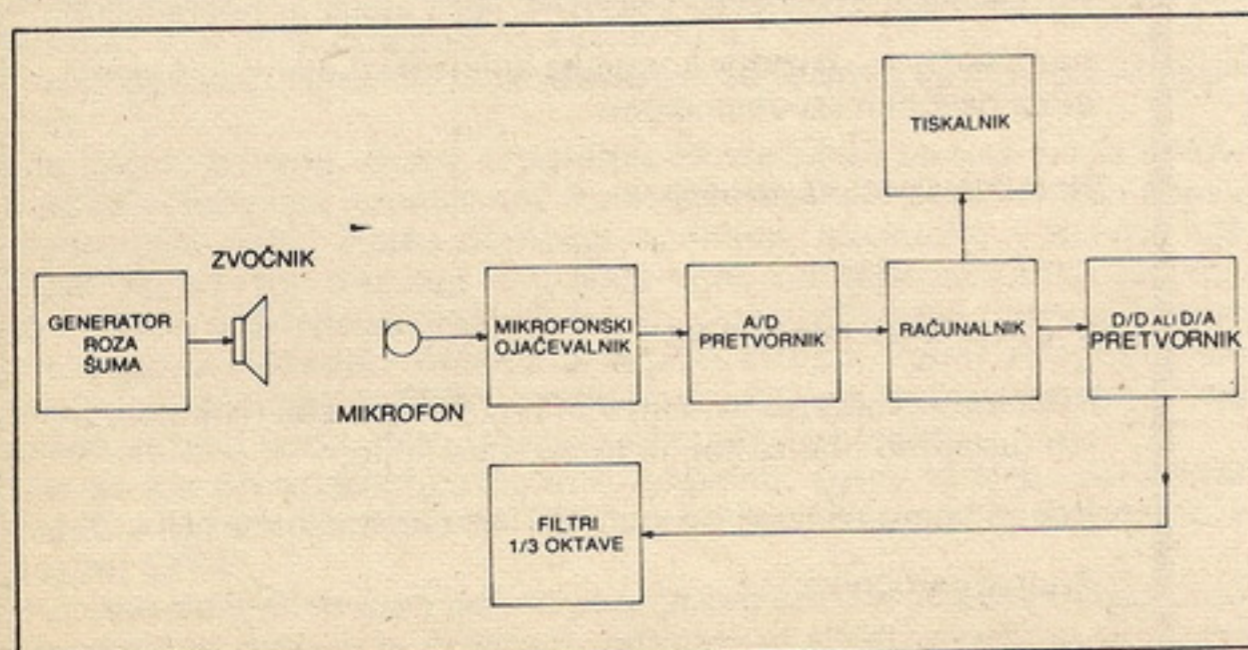 TISKALNIK
ZVOČNIK
GENERATOR
ROZA
ŠUMA
MIKROFONSKI
OJAČEVALNIK
A/D
PRETVORNIK
RAČUNALNIK
D/D ALI D/A
PRETVORNIK
MIKROFON
FILTRI
1/3 OKTAVE